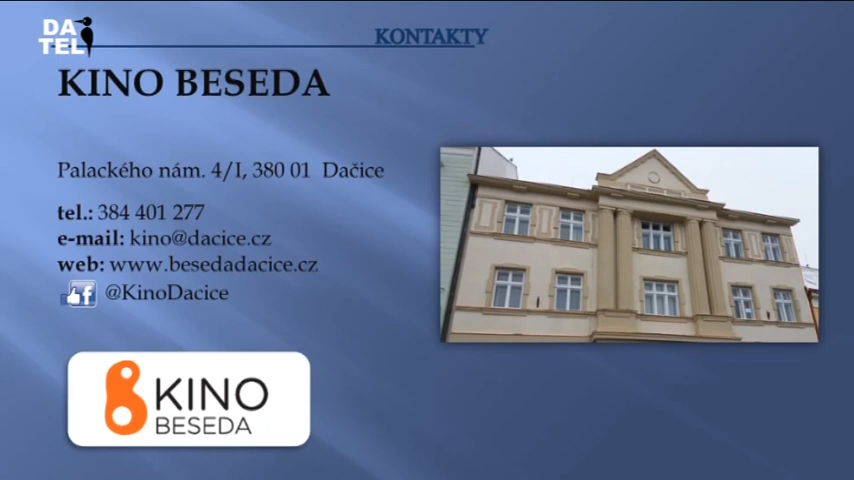 DA
TEL
KONTAKTY
KINO BESEDA
Palackého nám. 4/I, 380 01 Dačice
tel.: 384 401 277
e-mail: kino@dacice.cz
web: www.besedadacice.cz
@KinoDacice
KINO
BESEDA